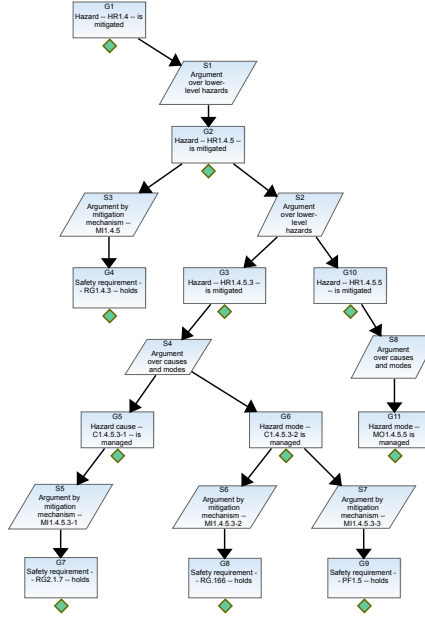 G1
Hazard -- HR1.4 -- is
mitigated
S1
Argument
over lower-
level hazards
G2
Hazard -- HR1.4.5 --
is mitigated
S3
Argument by
mitigation
mechanism --
MI1.4.5
S2
Argument
over lower-
level
hazards
G4
Safety requirement -
- RG1.4.3 -- holds
G3
Hazard -- HR1.4.5.3 --
is mitigated
G10
Hazard -- HR1.4.5.5
-- is mitigated
S4
Argument
over causes
and modes
S8
Argument
over causes
and modes
G5
Hazard cause --
C1.4.5.3-1 -- is
managed
G6
Hazard mode --
C1.4.5.3-2 -- is
managed
G11
Hazard mode --
MO1.4.5.5 is
managed
S5
Argument by
mitigation
mechanism --
MI1.4.5.3-1
S6
Argument by
mitigation
mechanism --
MI1.4.5.3-2
S7
Argument by
mitigation
mechanism --
MI1.4.5.3-3
G7
Safety requirement -
- RG2.1.7 -- holds
G8
Safety requirement -
- RG.166 -- holds
G9
Safety requirement -
- PF1.5 -- holds